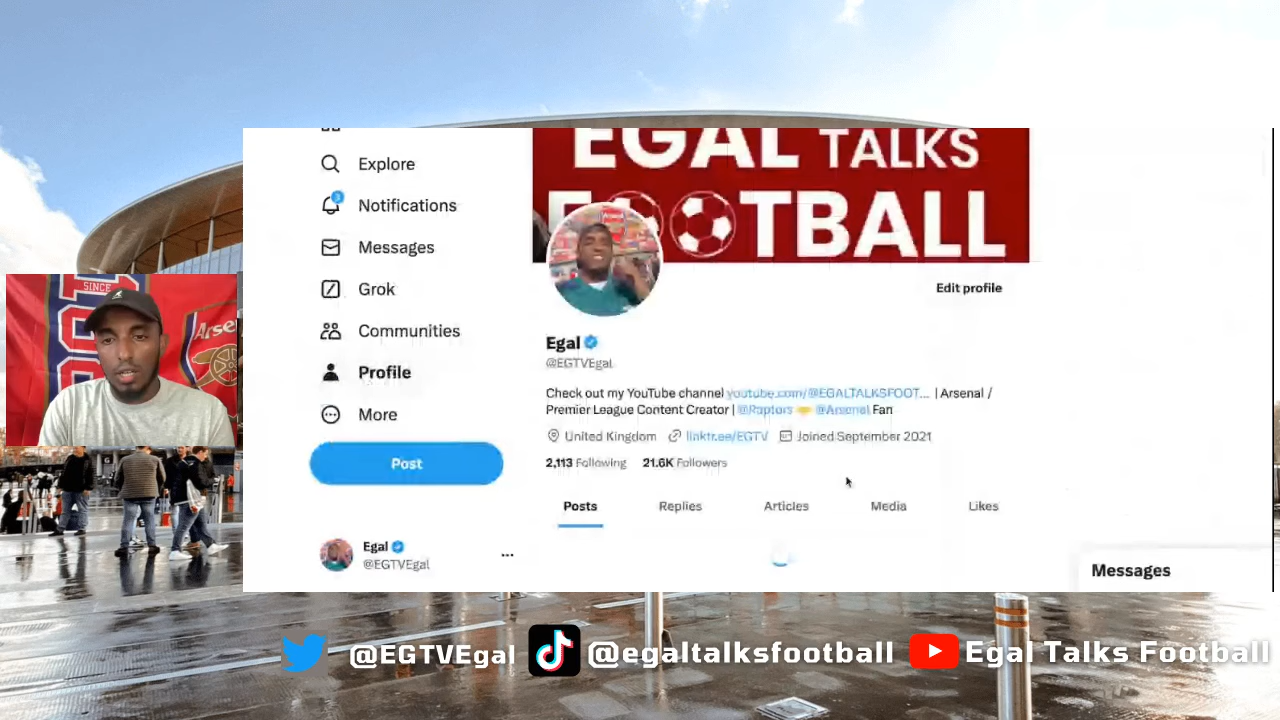 EGAL TALKS
FOOTBALL
Explore
Notifications
Messages
Grok
Communities
Profile
More
Post
Egal
@EGTVEgal
Edit profile
Egal
@EGTVEgal
Check out my YouTube channel youtube.com/@EGALTALKSFOOT... | Arsenal /
Premier League Content Creator | @Raptors 🤝 @Arsenal Fan
United Kingdom linktr.ee/EGTV Joined September 2021
2,113 Following 21.6K Followers
Posts Replies Articles Media Likes
Messages
SINCE
Arsen
@EGTVEgal @egaltalksfootball Egal Talks Football